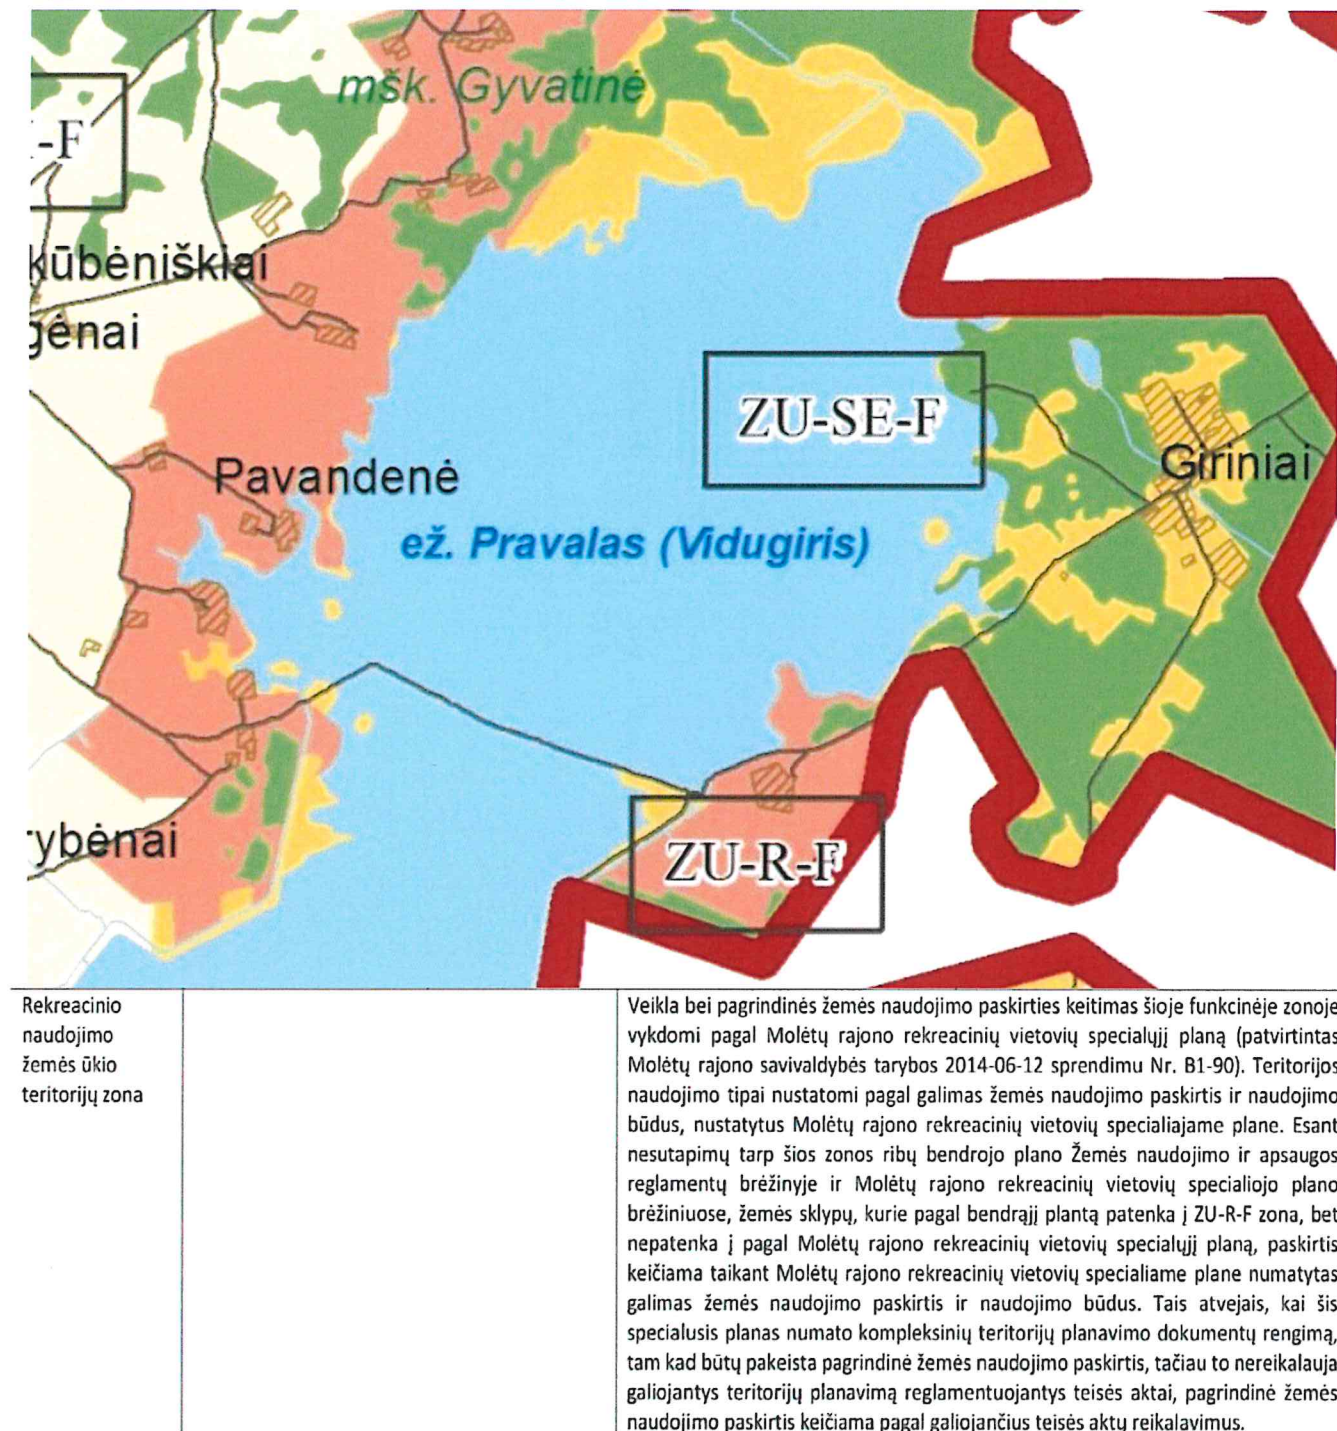 mšk. Gyvatinė
-F
kūbėniškiai
gėnai
ZU-SE-F
Giriniai
Pavandenė
ež. Pravalas (Vidugiris)
rybėnai
ZU-R-F
Rekreacinio
naudojimo
žemės ūkio
teritorijų zona
Veikla bei pagrindinės žemės naudojimo paskirties keitimas šioje funkcinėje zonoje
vykdomi pagal Molėtų rajono rekreacinių vietovių specialųjį planą (patvirtintas
Molėtų rajono savivaldybės tarybos 2014-06-12 sprendimu Nr. B1-90). Teritorijos
naudojimo tipai nustatomi pagal galimas žemės naudojimo paskirtis ir naudojimo
būdus, nustatytus Molėtų rajono rekreacinių vietovių specialiajame plane. Esant
nesutapimų tarp šios zonos ribų bendrojo plano Žemės naudojimo ir apsaugos
reglamentų brėžinyje ir Molėtų rajono rekreacinių vietovių specialiojo plano
brėžiniuose, žemės sklypų, kurie pagal bendrąjį plantą patenka į ZU-R-F zona, bet
nepatenka į pagal Molėtų rajono rekreacinių vietovių specialųjį planą, paskirtis
keičiama taikant Molėtų rajono rekreacinių vietovių specialiame plane numatytas
galimas žemės naudojimo paskirtis ir naudojimo būdus. Tais atvejais, kai šis
specialusis planas numato kompleksinių teritorijų planavimo dokumentų rengimą,
tam kad būtų pakeista pagrindinė žemės naudojimo paskirtis, tačiau to nereikalauja
galiojantys teritorijų planavimą reglamentuojantys teisės aktai, pagrindinė žemės
naudojimo paskirtis keičiama pagal galiojančius teisės aktų reikalavimus.